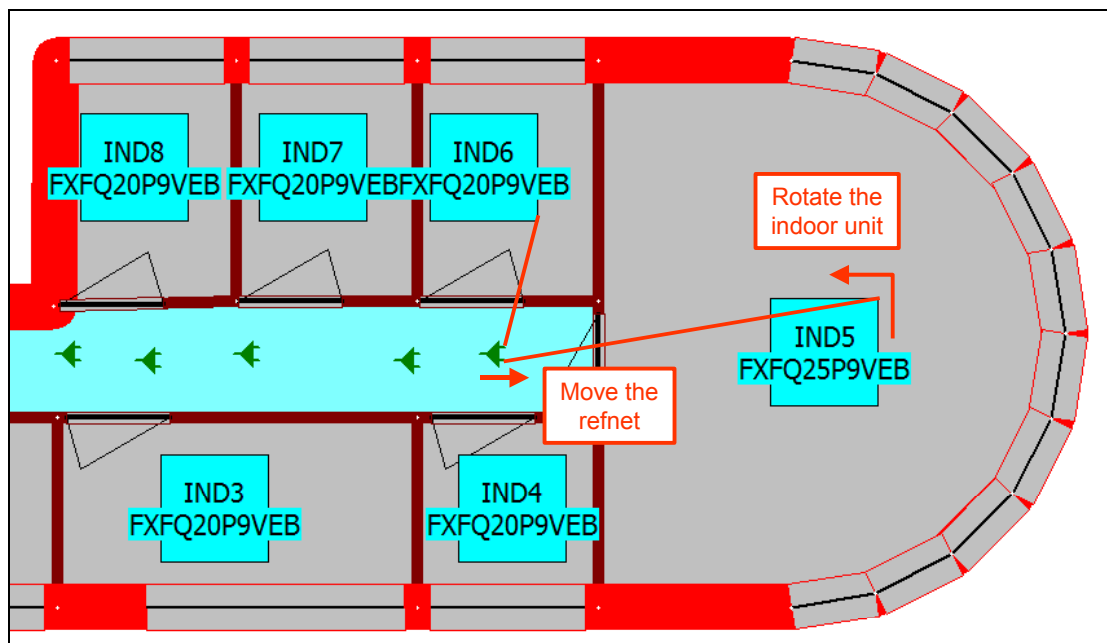 IND8
FXFQ20P9VEB
IND7
FXFQ20P9VEB
IND6
FXFQ20P9VEB
Rotate the
indoor unit
IND5
FXFQ25P9VEB
Move the
refnet
IND3
FXFQ20P9VEB
IND4
FXFQ20P9VEB